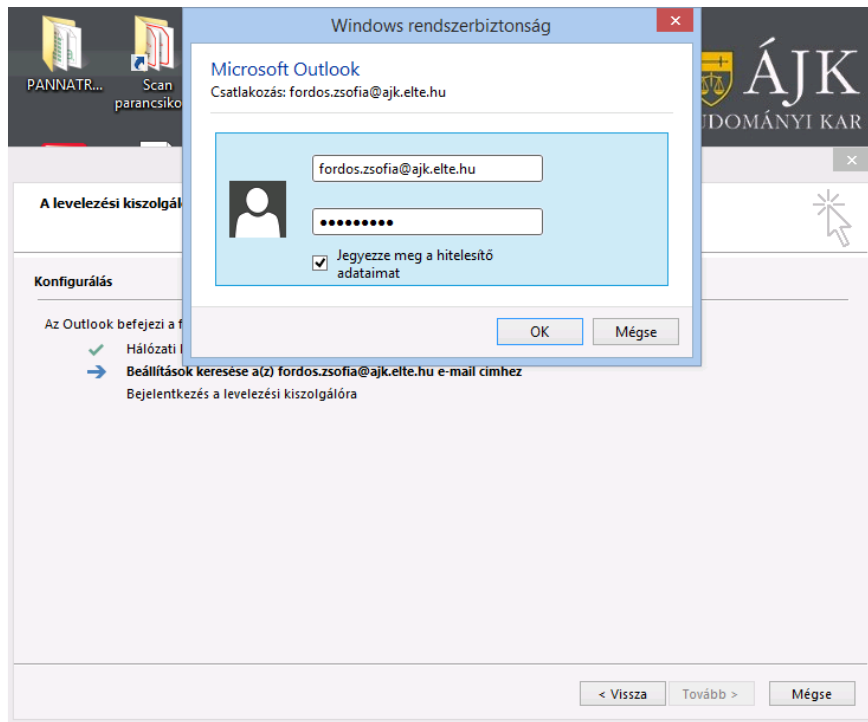 Windows rendszerbiztonság
PANNATR...
Scan
parancsiko
Microsoft Outlook
Csatlakozás: fordos.zsofia@ajk.elte.hu
ÁJK
UDOMÁNYI KAR
fordos.zsofia@ajk.elte.hu
●●●●●●●●●
Jegyezze meg a hitelesítő
adataimat
OK
Mégse
A levelezési kiszolgál
Konfigurálás
Az Outlook befejezi a f
Hálózati
Beállítások keresése a(z) fordos.zsofia@ajk.elte.hu e-mail címhez
Bejelentkezés a levelezési kiszolgálóra
< Vissza
Tovább >
Mégse